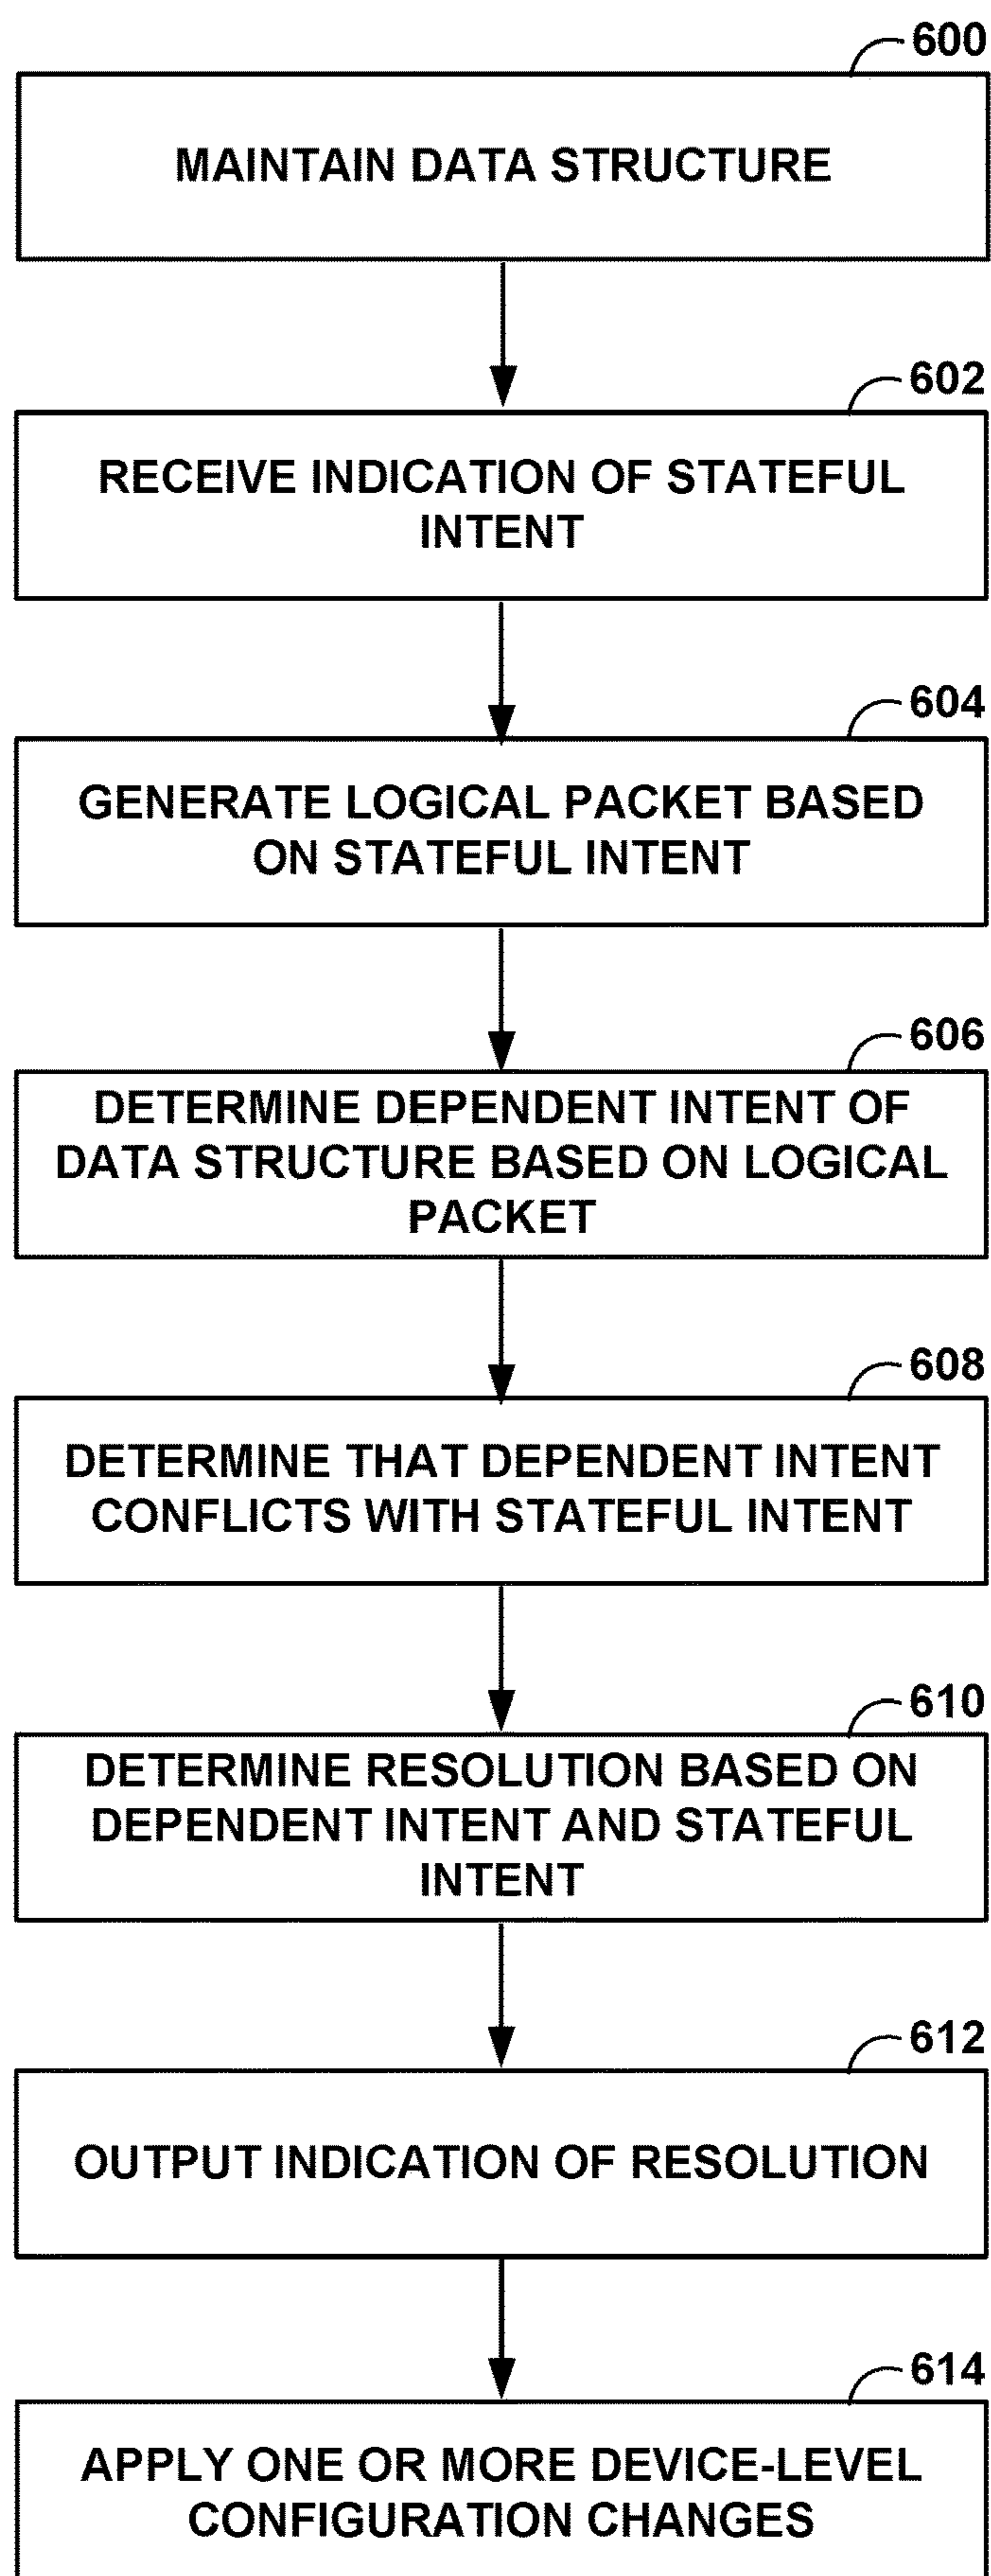 600
MAINTAIN DATA STRUCTURE
602
RECEIVE INDICATION OF STATEFUL
INTENT
604
GENERATE LOGICAL PACKET BASED
ON STATEFUL INTENT
606
DETERMINE DEPENDENT INTENT OF
DATA STRUCTURE BASED ON LOGICAL
PACKET
608
DETERMINE THAT DEPENDENT INTENT
CONFLICTS WITH STATEFUL INTENT
610
DETERMINE RESOLUTION BASED ON
DEPENDENT INTENT AND STATEFUL
INTENT
612
OUTPUT INDICATION OF RESOLUTION
614
APPLY ONE OR MORE DEVICE-LEVEL
CONFIGURATION CHANGES